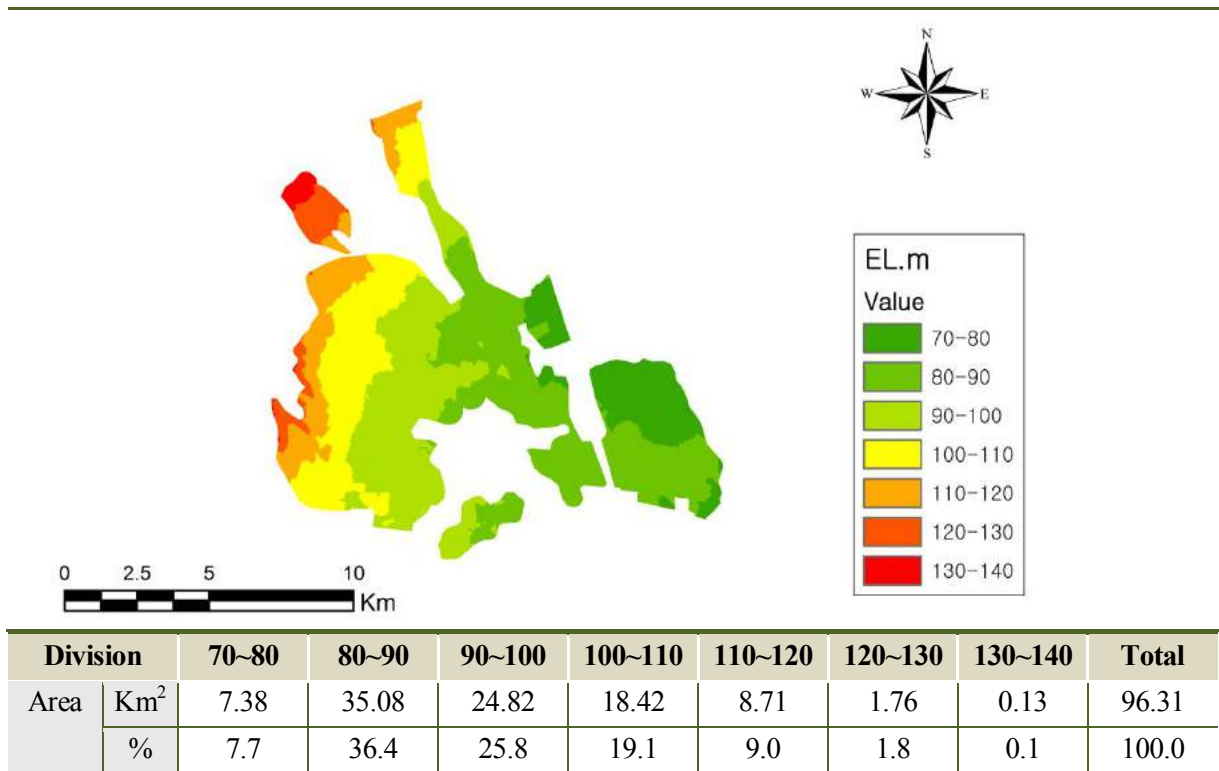 N
W E
S
EL.m
Value
70-80
80-90
90-100
100-110
110-120
120-130
130-140
0 2.5 5 10
Km
Division 70~80 80~90 90~100 100~110 110~120 120~130 130~140 Total
Area Km² 7.38 35.08 24.82 18.42 8.71 1.76 0.13 96.31
% 7.7 36.4 25.8 19.1 9.0 1.8 0.1 100.0